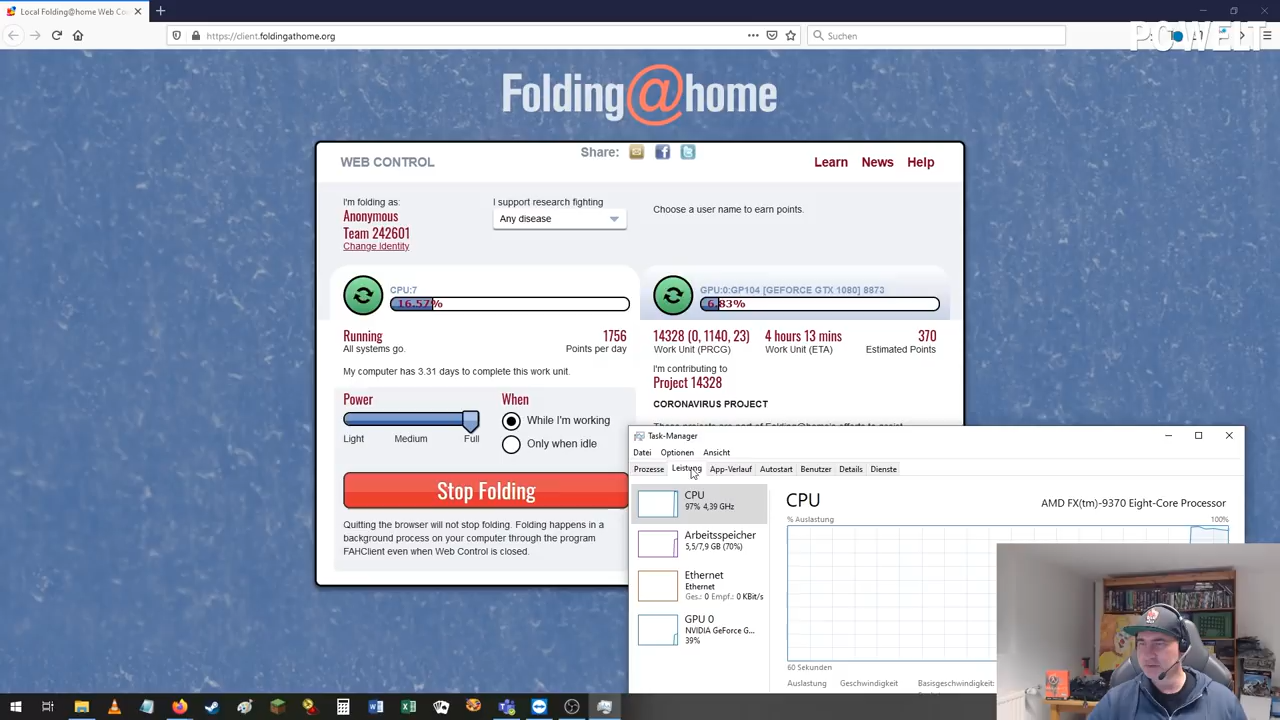 Local Folding@home Web Co
https://client.foldingathome.org
Suchen
PCWELT
Folding@home
WEB CONTROL
Share:
Learn News Help
I'm folding as:
Anonymous
Team 242601
Change Identity
I support research fighting
Any disease
Choose a user name to earn points.
CPU:7
16.57%
GPU:0:GP104 [GEFORCE GTX 1080] 8873
6.83%
Running
All systems go.
1756
Points per day
14328 (0, 1140, 23)
Work Unit (PRCG)
4 hours 13 mins
Work Unit (ETA)
370
Estimated Points
My computer has 3.31 days to complete this work unit.
I'm contributing to
Project 14328
CORONAVIRUS PROJECT
Power
Light Medium Full
When
While I'm working
Only when idle
Stop Folding
Quitting the browser will not stop folding. Folding happens in a
background process on your computer through the program
FAHClient even when Web Control is closed.
Task-Manager
Datei Optionen Ansicht
Prozesse Leistung App-Verlauf Autostart Benutzer Details Dienste
CPU
97% 4,39 GHz
Arbeitsspeicher
5,5/7,9 GB (70%)
Ethernet
Ethernet
Ges.: 0 Empf.: 0 KBit/s
GPU 0
NVIDIA GeForce G...
39%
CPU
AMD FX(tm)-9370 Eight-Core Processor
% Auslastung
100%
60 Sekunden
Auslastung Geschwindigkeit Basisgeschwindigkeit: